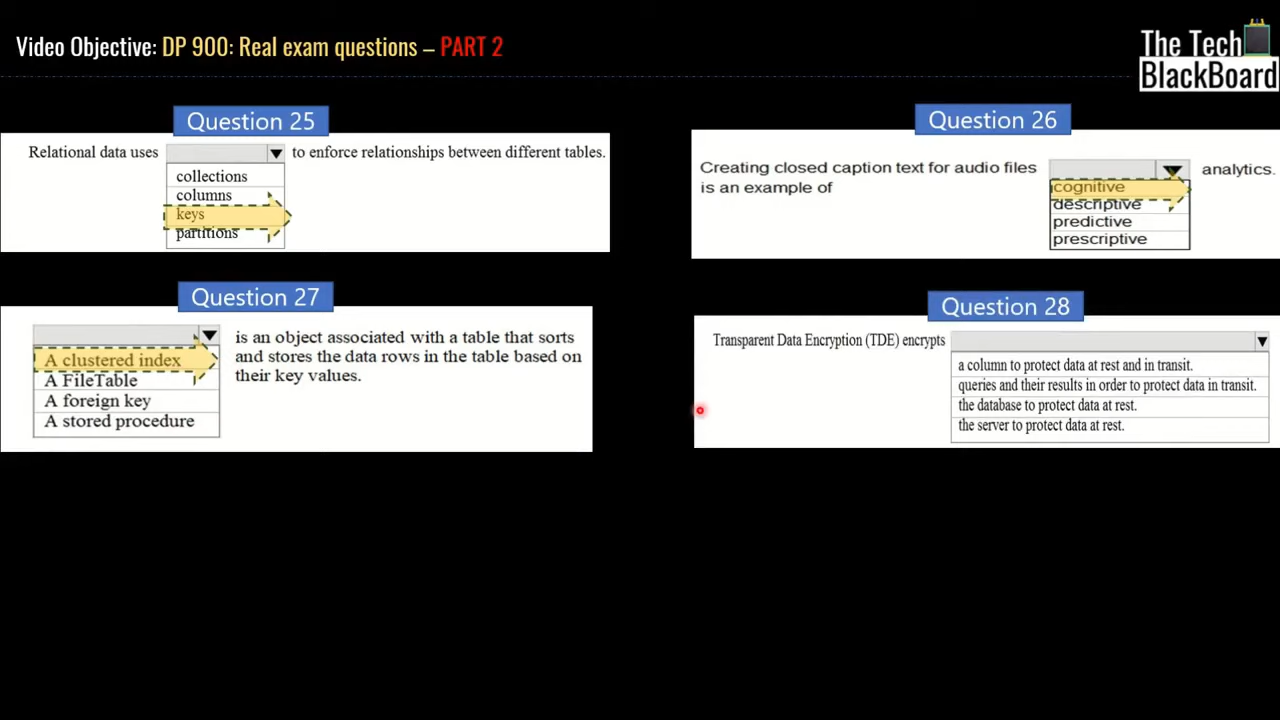 Video Objective: DP 900: Real exam questions – PART 2
The Tech
BlackBoard
Question 25
Relational data uses to enforce relationships between different tables.
collections
columns
keys
partitions
Question 26
Creating closed caption text for audio files analytics.
is an example of
cognitive
descriptive
predictive
prescriptive
Question 27
is an object associated with a table that sorts
and stores the data rows in the table based on
their key values.
A clustered index
A FileTable
A foreign key
A stored procedure
Question 28
Transparent Data Encryption (TDE) encrypts
a column to protect data at rest and in transit.
queries and their results in order to protect data in transit.
the database to protect data at rest.
the server to protect data at rest.